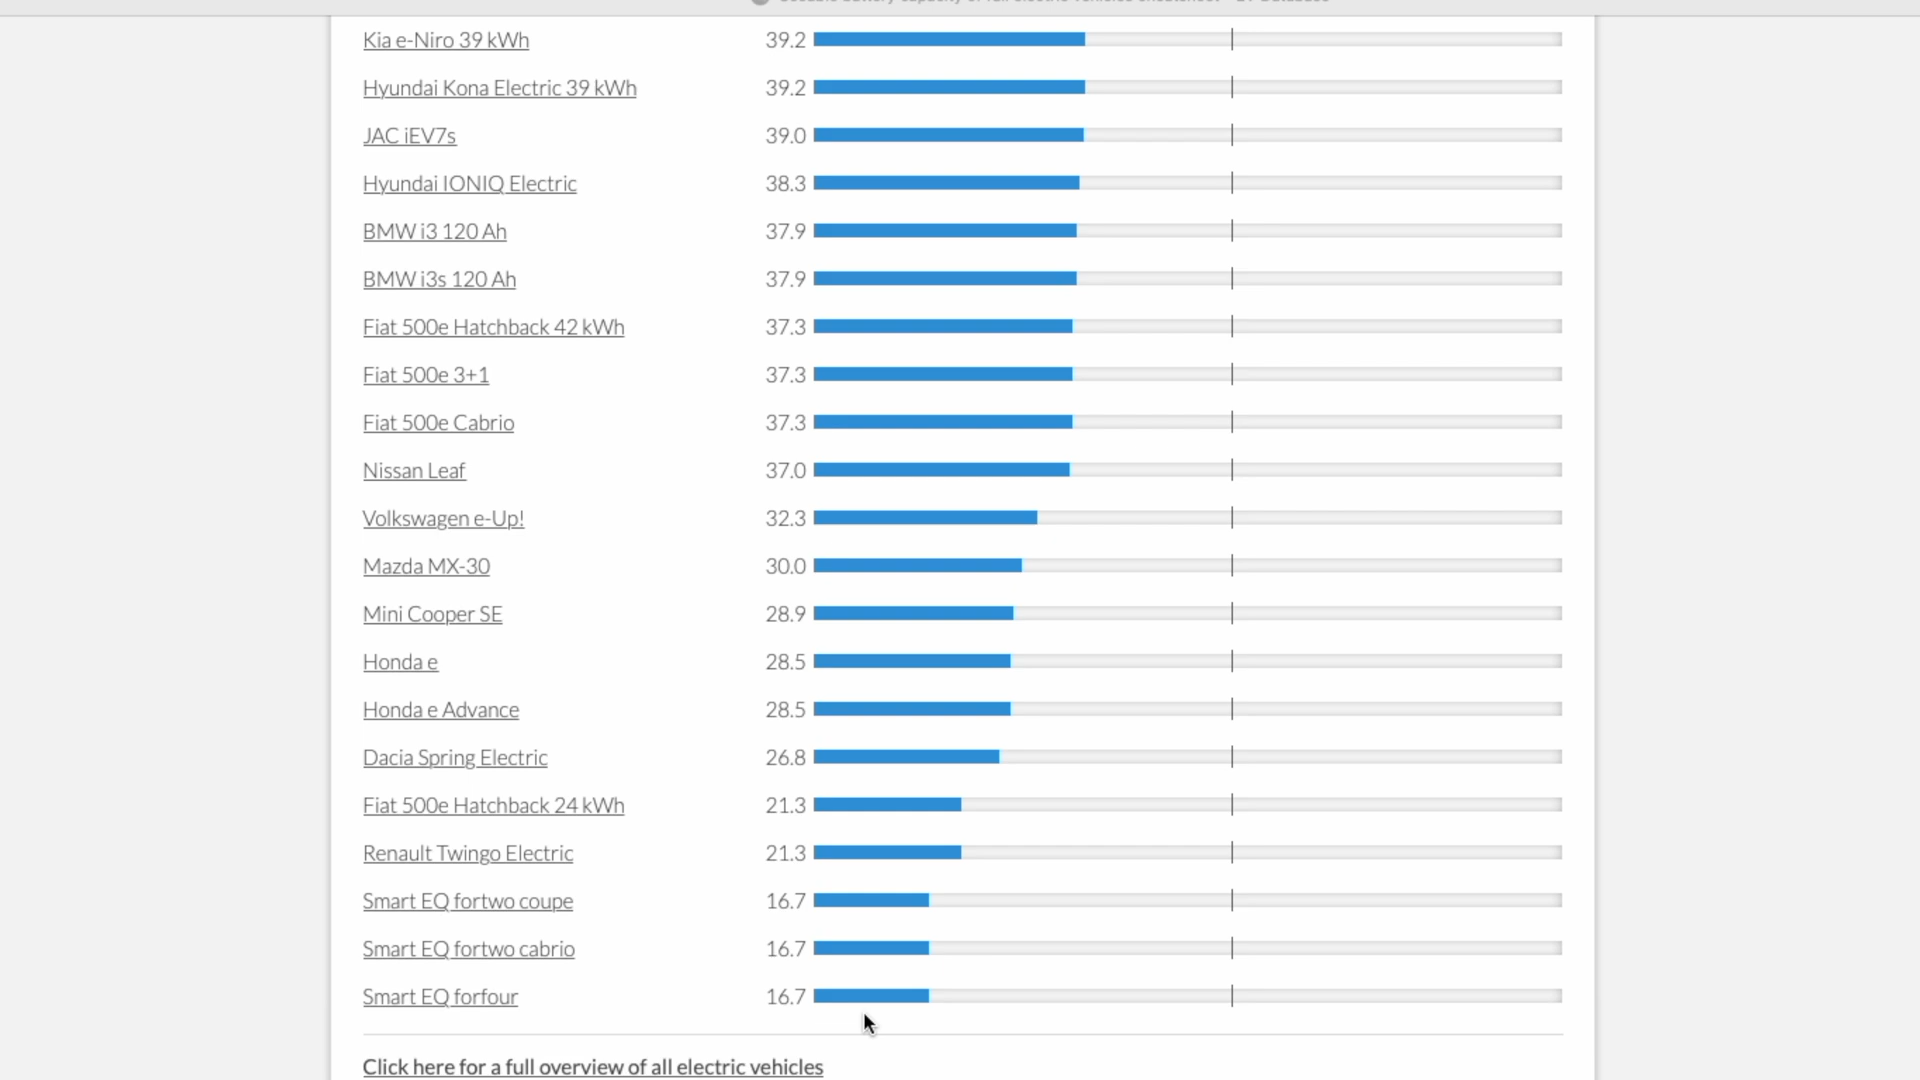 Kia e-Niro 39 kWh 39.2
Hyundai Kona Electric 39 kWh 39.2
JAC iEV7s 39.0
Hyundai IONIQ Electric 38.3
BMW i3 120 Ah 37.9
BMW i3s 120 Ah 37.9
Fiat 500e Hatchback 42 kWh 37.3
Fiat 500e 3+1 37.3
Fiat 500e Cabrio 37.3
Nissan Leaf 37.0
Volkswagen e-Up! 32.3
Mazda MX-30 30.0
Mini Cooper SE 28.9
Honda e 28.5
Honda e Advance 28.5
Dacia Spring Electric 26.8
Fiat 500e Hatchback 24 kWh 21.3
Renault Twingo Electric 21.3
Smart EQ fortwo coupe 16.7
Smart EQ fortwo cabrio 16.7
Smart EQ forfour 16.7
Click here for a full overview of all electric vehicles